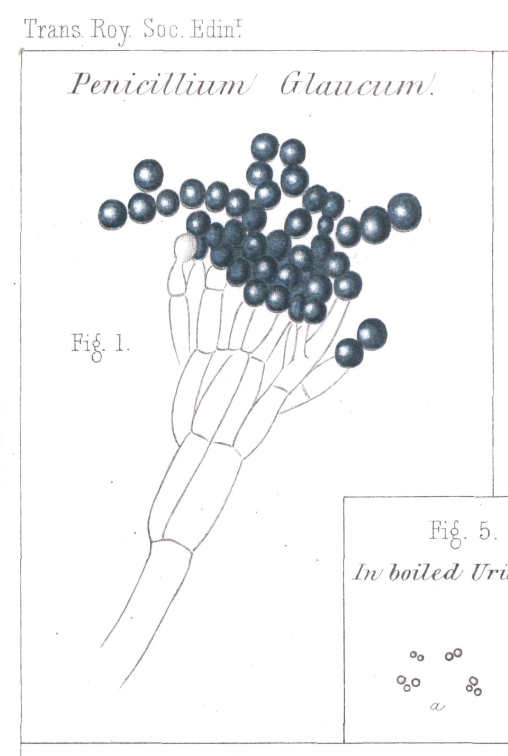 Trans. Roy. Soc. Edinr.
Penicillium Glaucum.
Fig. 1.
Fig. 5.
In boiled Uri
a